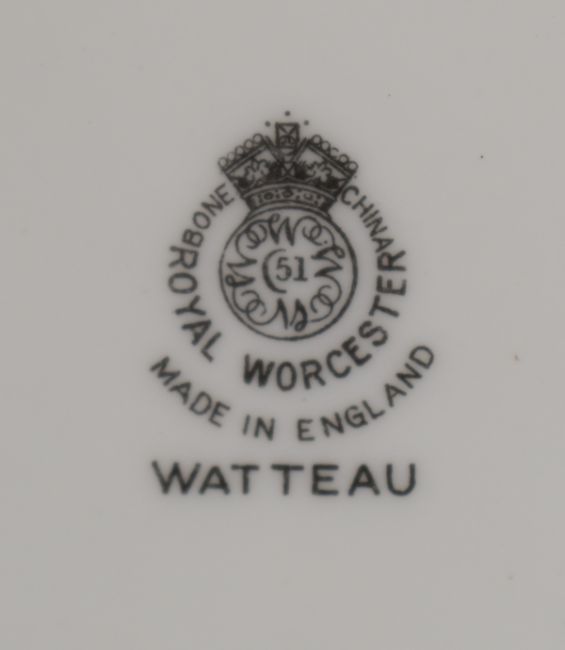 BONE CHINA
51
ROYAL WORCESTER
MADE IN ENGLAND
WATTEAU